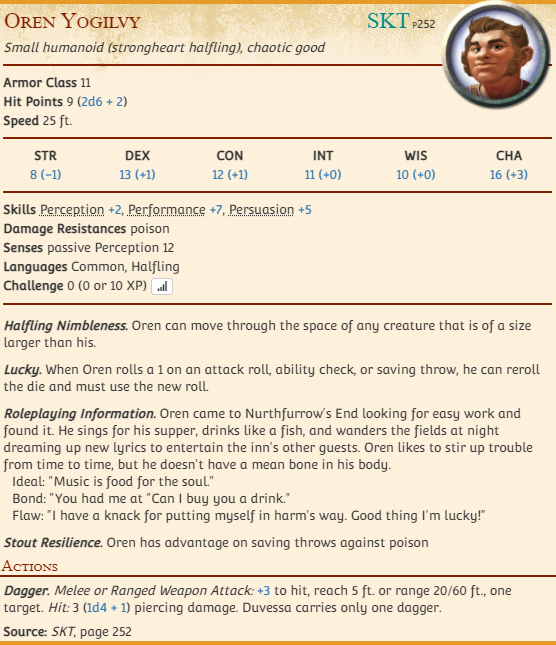 Oren Yogilvy
SKT P252
Small humanoid (strongheart halfling), chaotic good
Armor Class 11
Hit Points 9 (2d6 + 2)
Speed 25 ft.
STR DEX CON INT WIS CHA
8 (−1) 13 (+1) 12 (+1) 11 (+0) 10 (+0) 16 (+3)
Skills Perception +2, Performance +7, Persuasion +5
Damage Resistances poison
Senses passive Perception 12
Languages Common, Halfling
Challenge 0 (0 or 10 XP)
Halfling Nimbleness. Oren can move through the space of any creature that is of a size
larger than his.
Lucky. When Oren rolls a 1 on an attack roll, ability check, or saving throw, he can reroll
the die and must use the new roll.
Roleplaying Information. Oren came to Nurthfurrow's End looking for easy work and
found it. He sings for his supper, drinks like a fish, and wanders the fields at night
dreaming up new lyrics to entertain the inn's other guests. Oren likes to stir up trouble
from time to time, but he doesn't have a mean bone in his body.
Ideal: "Music is food for the soul."
Bond: "You had me at "Can I buy you a drink."
Flaw: "I have a knack for putting myself in harm's way. Good thing I'm lucky!"
Stout Resilience. Oren has advantage on saving throws against poison
Actions
Dagger. Melee or Ranged Weapon Attack: +3 to hit, reach 5 ft. or range 20/60 ft., one
target. Hit: 3 (1d4 + 1) piercing damage. Duvessa carries only one dagger.
Source: SKT, page 252